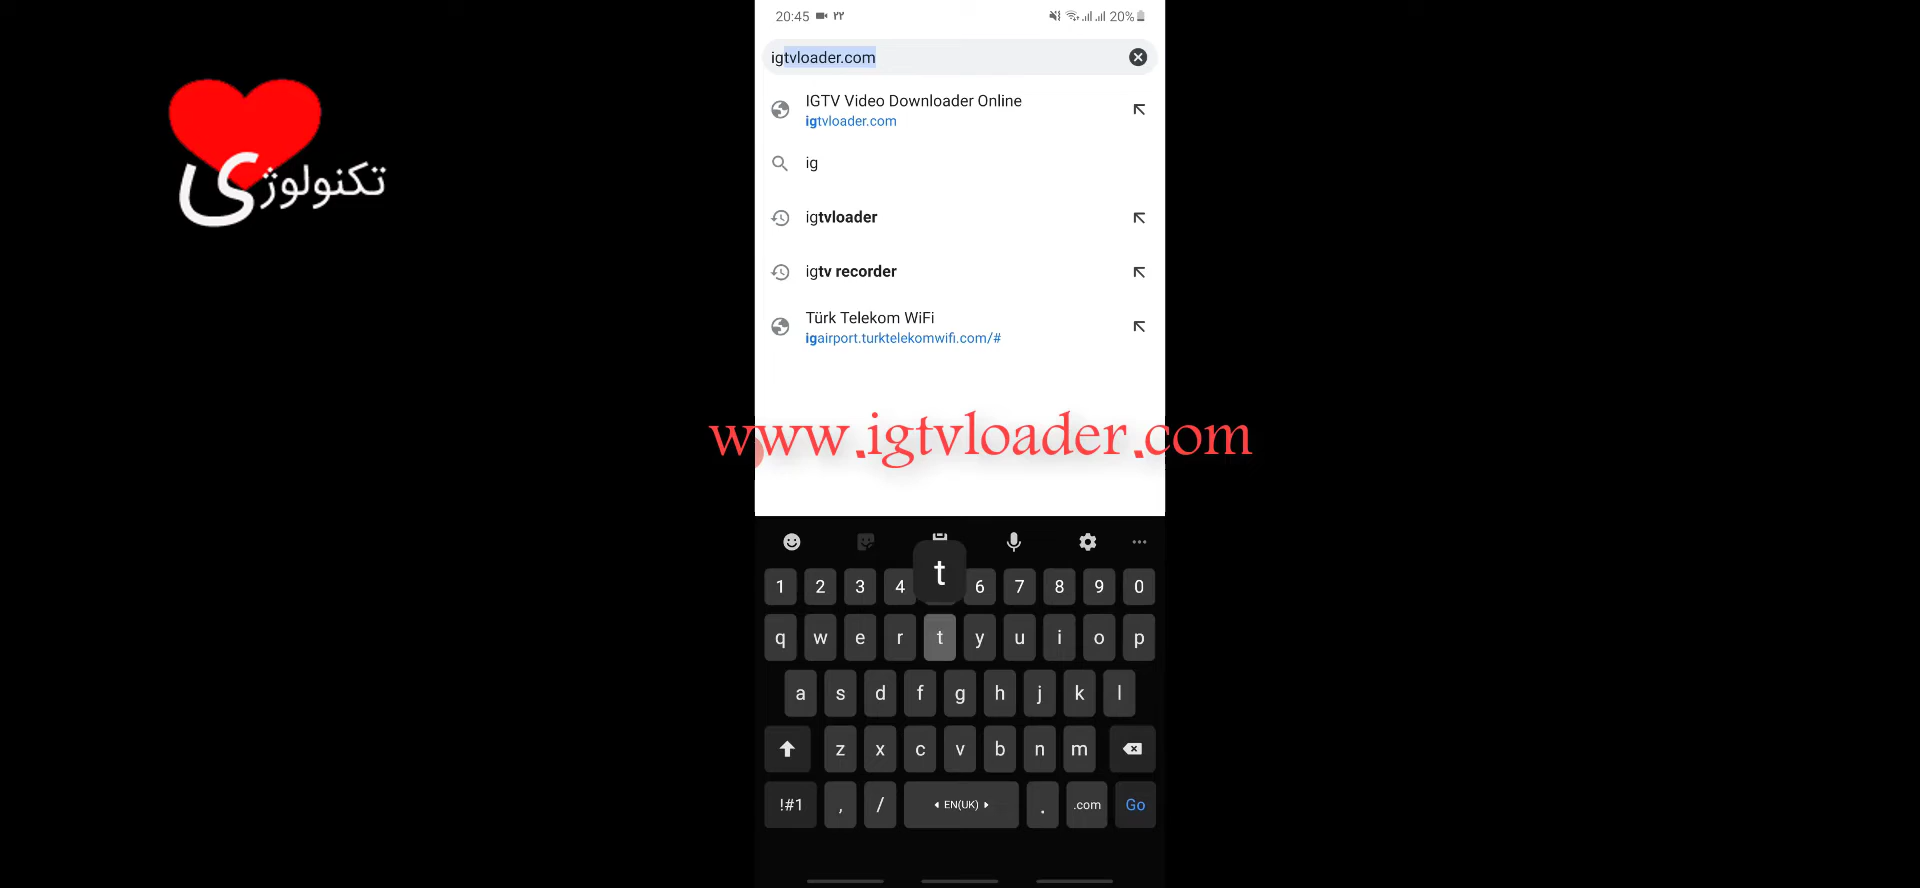 20:45 ۲۲ 20%
igtvloader.com
IGTV Video Downloader Online
igtvloader.com
ig
igtvloader
igtv recorder
Türk Telekom WiFi
igairport.turktelekomwifi.com/#
تکنولوژی
www.igtvloader.com
t
1 2 3 4 6 7 8 9 0
q w e r t y u i o p
a s d f g h j k l
z x c v b n m
!#1 , / EN(UK) . .com Go